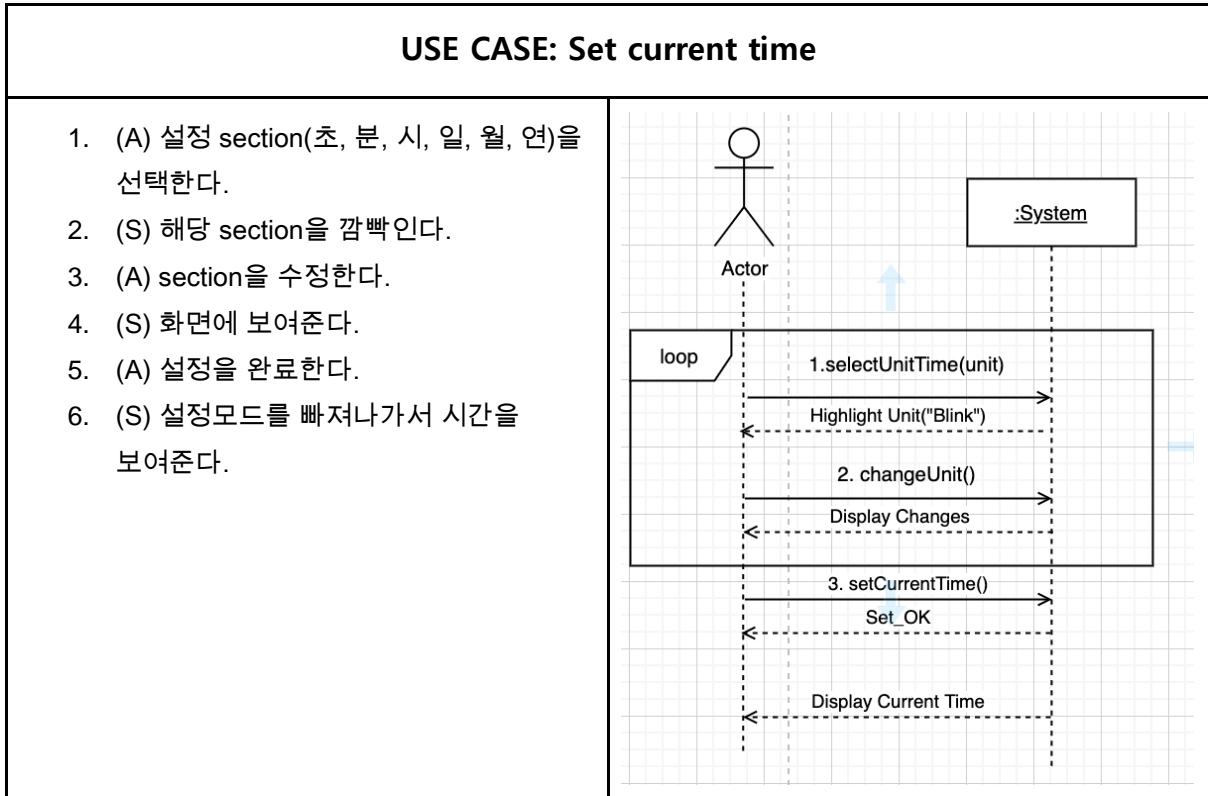 USE CASE: Set current time
1. (A) 설정 section(초, 분, 시, 일, 월, 연)을
선택한다.
2. (S) 해당 section을 깜빡인다.
3. (A) section을 수정한다.
4. (S) 화면에 보여준다.
5. (A) 설정을 완료한다.
6. (S) 설정모드를 빠져나가서 시간을
보여준다.
:System
Actor
loop
1.selectUnitTime(unit)
Highlight Unit("Blink")
2. changeUnit()
Display Changes
3. setCurrentTime()
Set_OK
Display Current Time